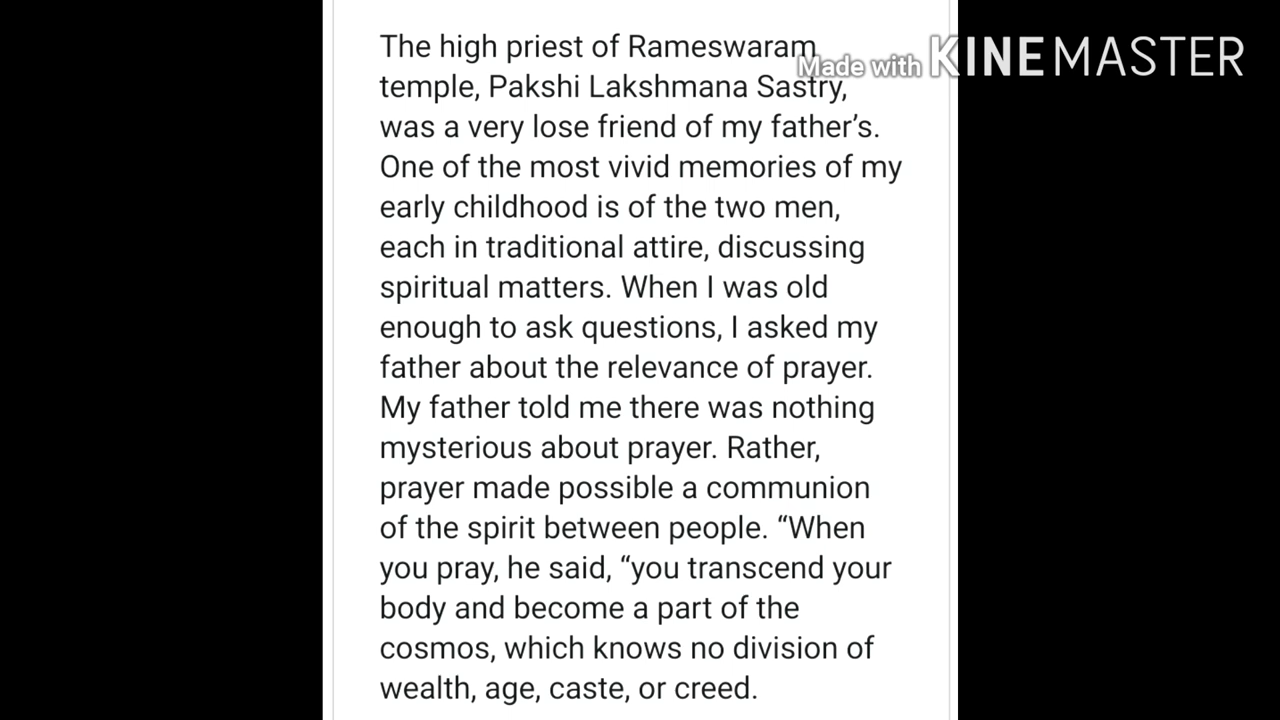 The high priest of Rameswaram
Made with KINEMASTER
temple, Pakshi Lakshmana Sastry,
was a very lose friend of my father’s.
One of the most vivid memories of my
early childhood is of the two men,
each in traditional attire, discussing
spiritual matters. When I was old
enough to ask questions, I asked my
father about the relevance of prayer.
My father told me there was nothing
mysterious about prayer. Rather,
prayer made possible a communion
of the spirit between people. “When
you pray, he said, “you transcend your
body and become a part of the
cosmos, which knows no division of
wealth, age, caste, or creed.